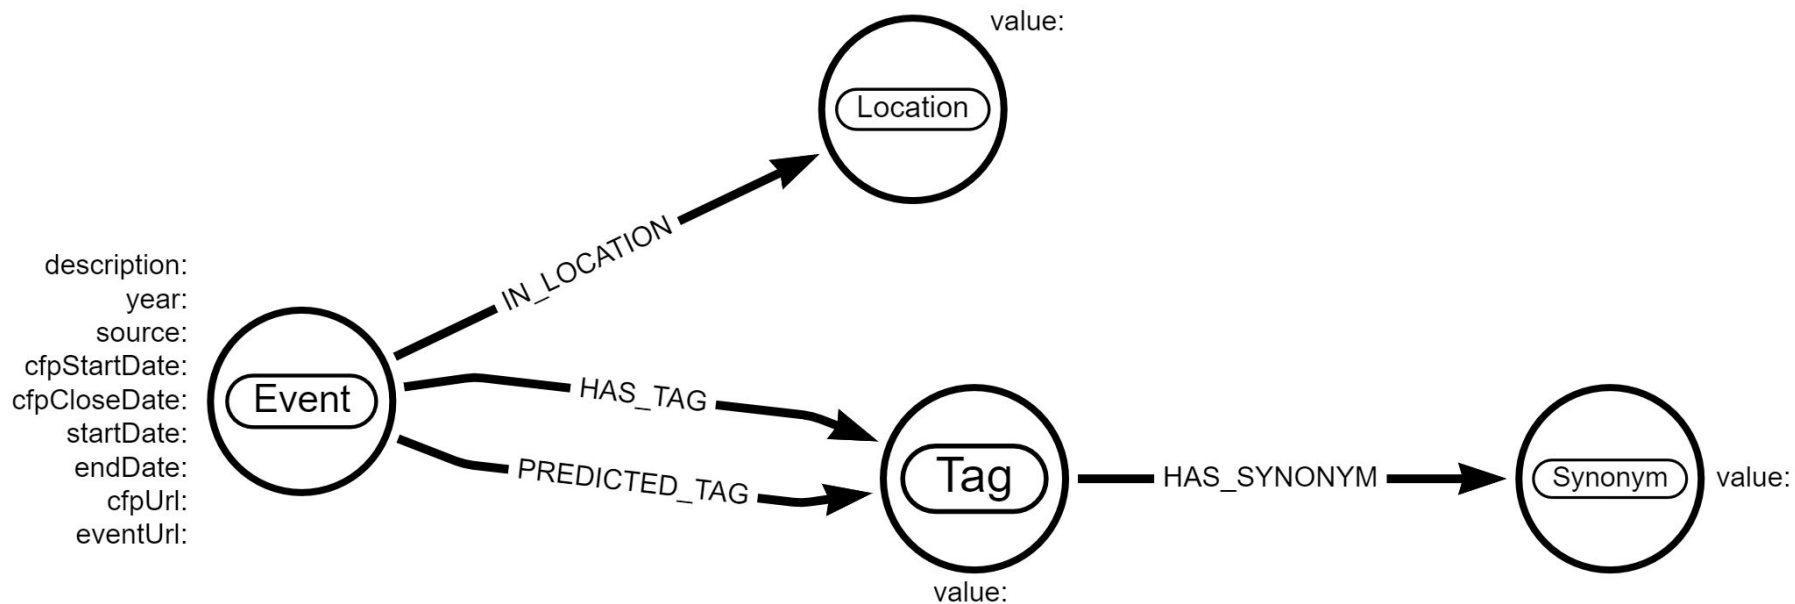 value:
Location
IN_LOCATION
description:
year:
source:
cfpStartDate:
cfpCloseDate:
startDate:
endDate:
cfpUrl:
eventUrl:
Event
HAS_TAG
PREDICTED_TAG
Tag
value:
HAS_SYNONYM
Synonym
value: